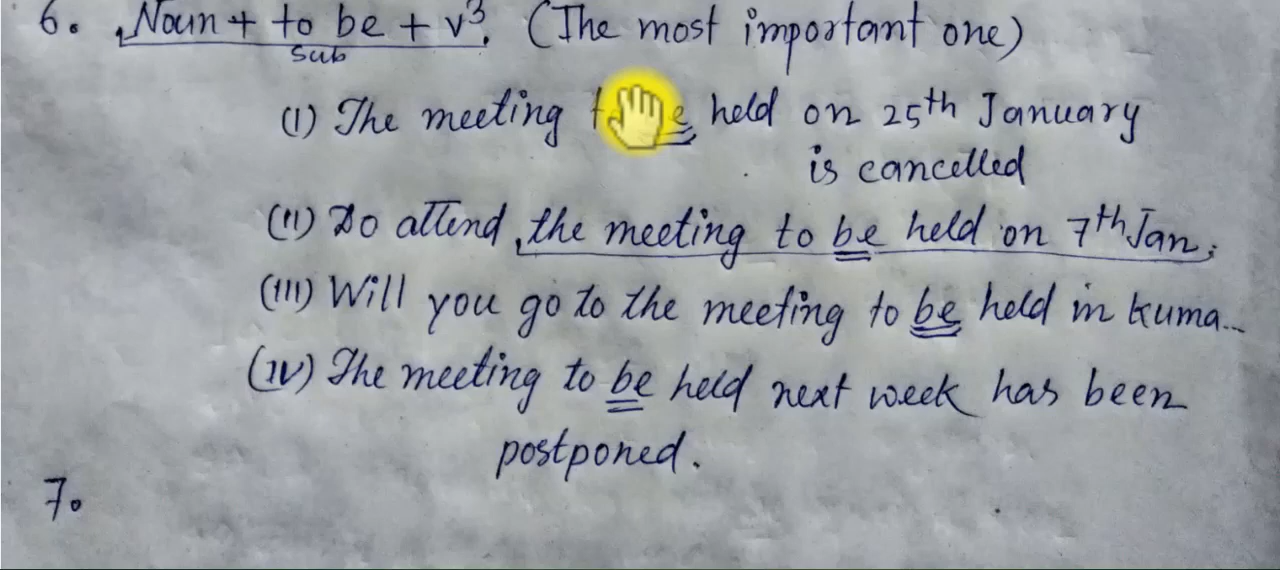 6. Noun + to be + v³. (The most important one)
Sub
(I) The meeting held on 25th January
is cancelled
(II) Do attend the meeting to be held on 7th Jan.
(III) Will you go to the meeting to be held in Kuma...
(IV) The meeting to be held next week has been
postponed.
7.